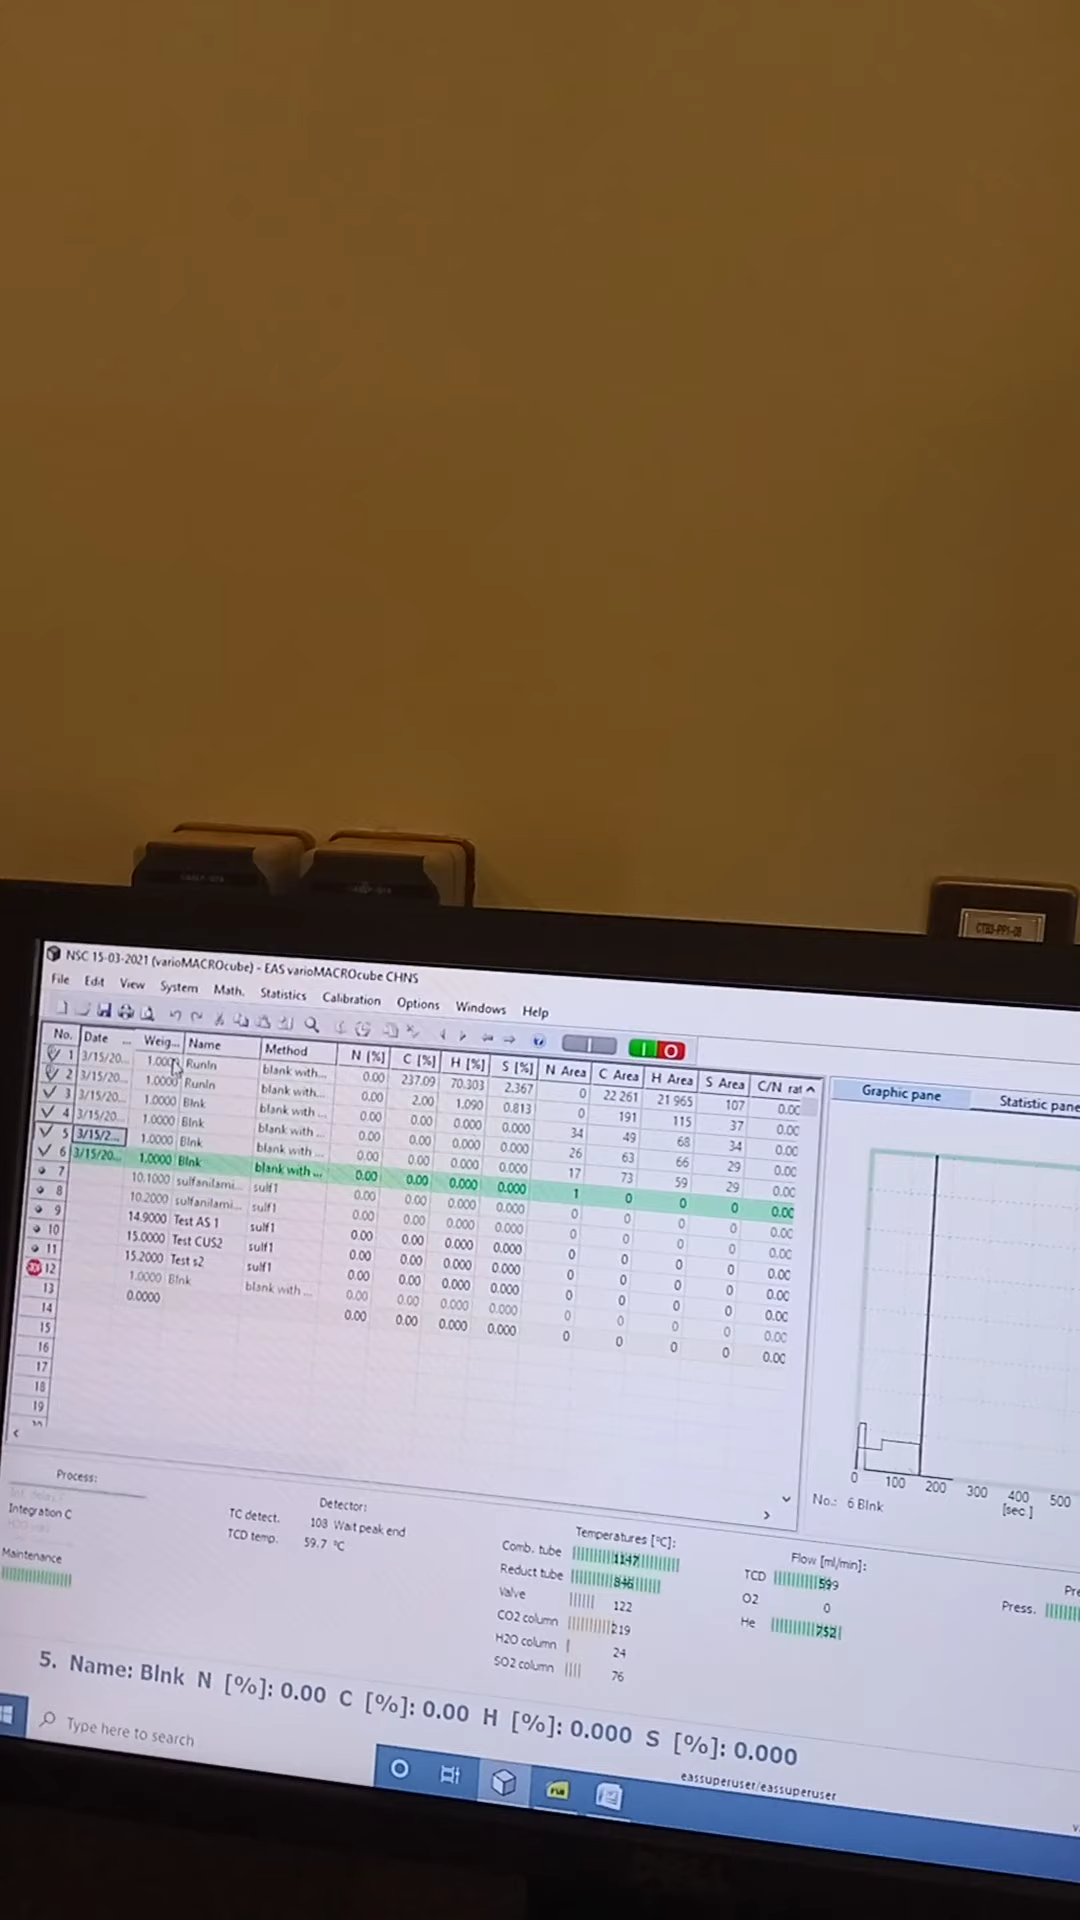 CTB3-PP1-08
NSC 15-03-2021 (varioMACROcube) - EAS varioMACROcube CHNS
File Edit View System Math. Statistics Calibration Options Windows Help
No. Date ... Weig... Name Method N [%] C [%] H [%] S [%] N Area C Area H Area S Area C/N rat
1 3/15/20... 1.0000 RunIn blank with... 0.00 237.09 70.303 2.367 0 22 261 21 965 107 0.00
2 3/15/20... 1.0000 RunIn blank with... 0.00 2.00 1.090 0.813 0 191 115 37 0.00
3 3/15/20... 1.0000 Blnk blank with... 0.00 0.00 0.000 0.000 34 49 68 34 0.00
4 3/15/20... 1.0000 Blnk blank with ... 0.00 0.00 0.000 0.000 26 63 66 29 0.00
5 3/15/2... 1.0000 Blnk blank with ... 0.00 0.00 0.000 0.000 17 73 59 29 0.00
6 3/15/20... 1.0000 Blnk blank with ... 0.00 0.00 0.000 0.000 1 0 0 0 0.00
7 10.1000 sulfanilami... sulf1 0.00 0.00 0.000 0.000 0 0 0 0 0.00
8 10.2000 sulfanilami... sulf1 0.00 0.00 0.000 0.000 0 0 0 0 0.00
9 14.9000 Test AS 1 sulf1 0.00 0.00 0.000 0.000 0 0 0 0 0.00
10 15.0000 Test CUS2 sulf1 0.00 0.00 0.000 0.000 0 0 0 0 0.00
11 15.2000 Test s2 sulf1 0.00 0.00 0.000 0.000 0 0 0 0 0.00
12 1.0000 Blnk blank with ... 0.00 0.00 0.000 0.000 0 0 0 0 0.00
13 0.0000 0.00 0.00 0.000 0.000 0 0 0 0 0.00
14
15
16
17
18
19
Graphic pane Statistic pane
0 100 200 300 400 500
[sec.]
No.: 6 Blnk
Process:
Integration C
Maintenance
Detector:
TC detect. 108 Wait peak end
TCD temp. 59.7 °C
Temperatures [°C]:
Comb. tube 1147
Reduct tube 846
Valve 122
CO2 column 219
H2O column 24
SO2 column 76
Flow [ml/min]:
TCD 599
O2 0
He 752
Press.
5. Name: Blnk N [%]: 0.00 C [%]: 0.00 H [%]: 0.000 S [%]: 0.000
eassuperuser/eassuperuser
Type here to search